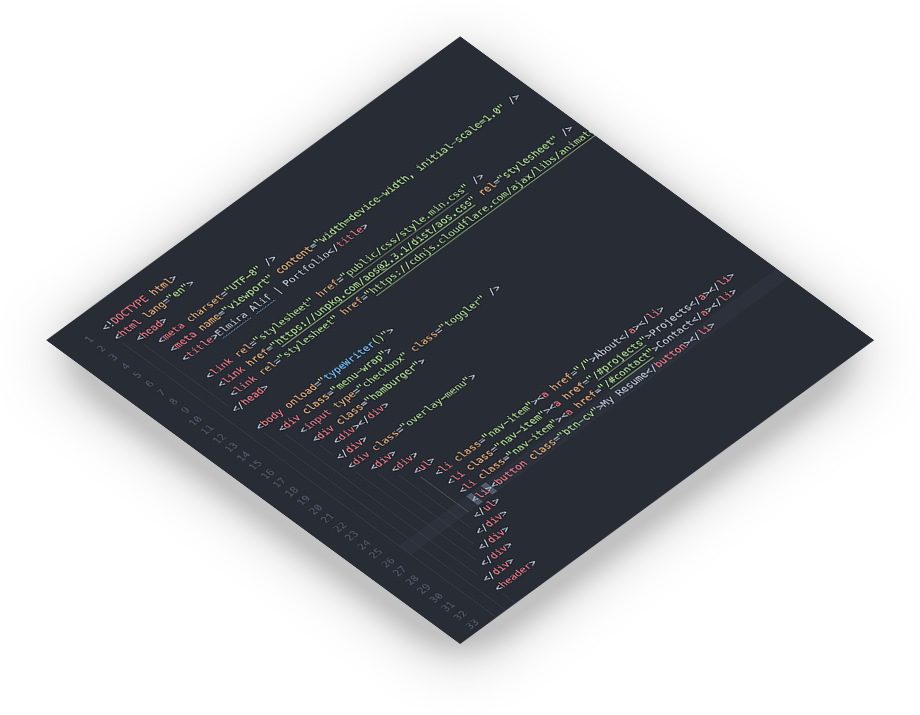 1 <!DOCTYPE html>
2 <html lang="en">
3 <head>
4 <meta charset="UTF-8" />
5 <meta name="viewport" content="width=device-width, initial-scale=1.0" />
6 <title>Elmira Alif | Portfolio</title>
7
8 <link rel="stylesheet" href="public/css/style.min.css" />
9 <link href="https://unpkg.com/aos@2.3.1/dist/aos.css" rel="stylesheet" />
10 <link rel="stylesheet" href="https://cdnjs.cloudflare.com/ajax/libs/animat
11 </head>
12
13 <body onload="typeWriter()">
14 <div class="menu-wrap">
15 <input type="checkbox" class="toggler" />
16 <div class="hamburger">
17 <div></div>
18 </div>
19 <div class="overlay-menu">
20 <div>
21 <div>
22 <ul>
23 <li class="nav-item"><a href="/">About</a></li>
24 <li class="nav-item"><a href="/#projects">Projects</a></li>
25 <li class="nav-item"><a href="/#contact">Contact</a></li>
26 <li><button class="btn-cv">My Resume</button></li>
27 </ul>
28 </div>
29 </div>
30 </div>
31 </div>
32 <header>
33